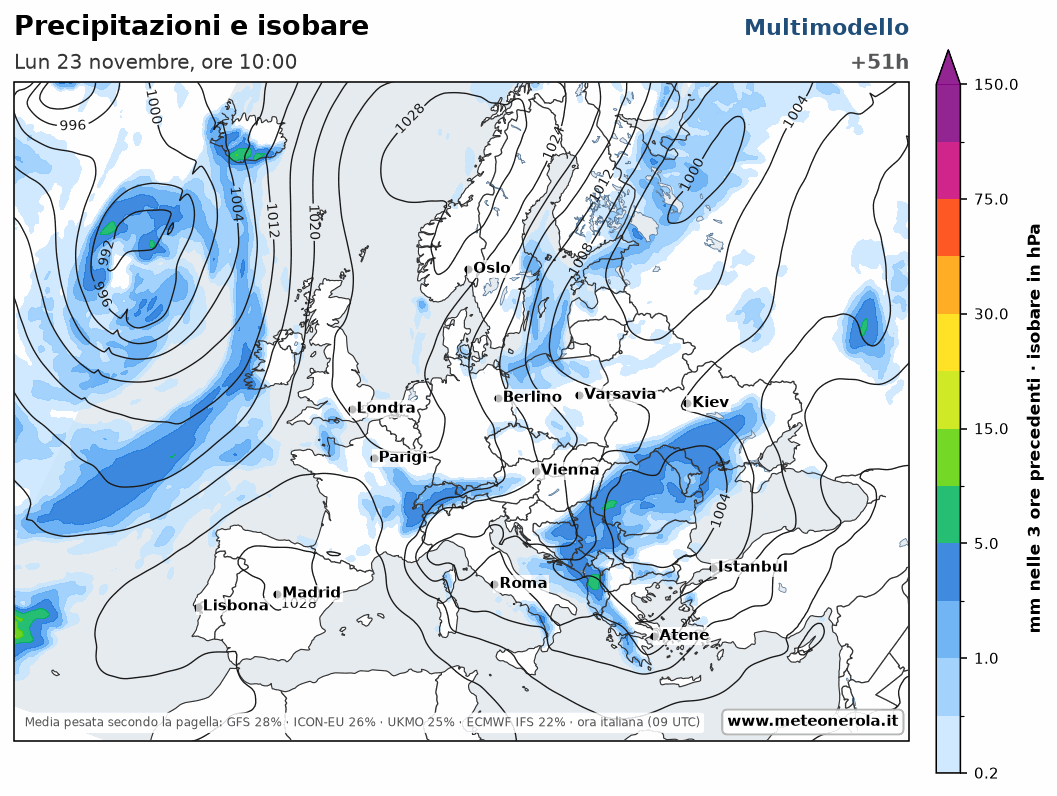 Precipitazioni e isobare
Multimodello
Lun 23 novembre, ore 10:00
+51h
150.0
75.0
30.0
15.0
5.0
1.0
0.2
mm nelle 3 ore precedenti · isobare in hPa
996
1000
1028
1004
1024
1012
1000
1004
1012
1020
1008
992
996
Oslo
Londra
Berlino
Varsavia
Kiev
Parigi
Vienna
1004
Istanbul
Roma
Madrid
1028
Lisbona
Atene
Media pesata secondo la pagella: GFS 28% · ICON-EU 26% · UKMO 25% · ECMWF IFS 22% · ora italiana (09 UTC)
www.meteonerola.it